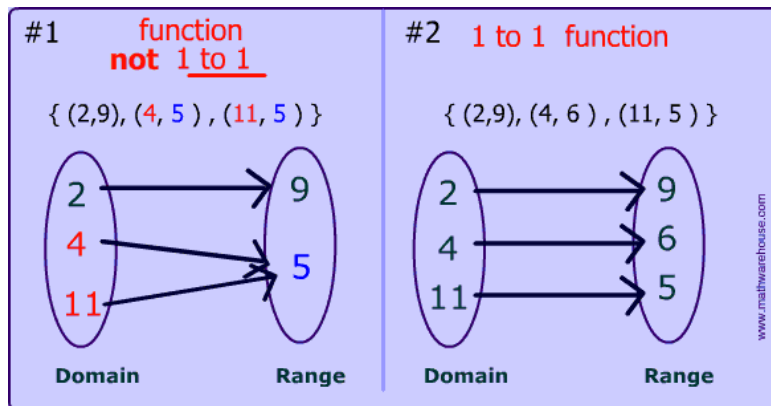 #1 function
not 1 to 1
{ (2,9), (4, 5 ) , (11, 5 ) }
2 9
4
5
11
Domain Range
#2 1 to 1 function
{ (2,9), (4, 6 ) , (11, 5 ) }
2 9
4 6
11 5
Domain Range
www.mathwarehouse.com